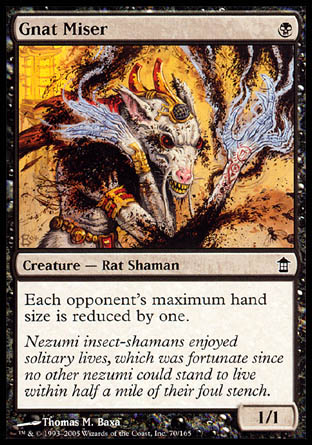 Gnat Miser
Creature — Rat Shaman
Each opponent's maximum hand
size is reduced by one.
Nezumi insect-shamans enjoyed
solitary lives, which was fortunate since
no other nezumi could stand to live
within half a mile of their foul stench.
Thomas M. Baxa
™ & © 1993–2005 Wizards of the Coast, Inc. 70/165
1/1